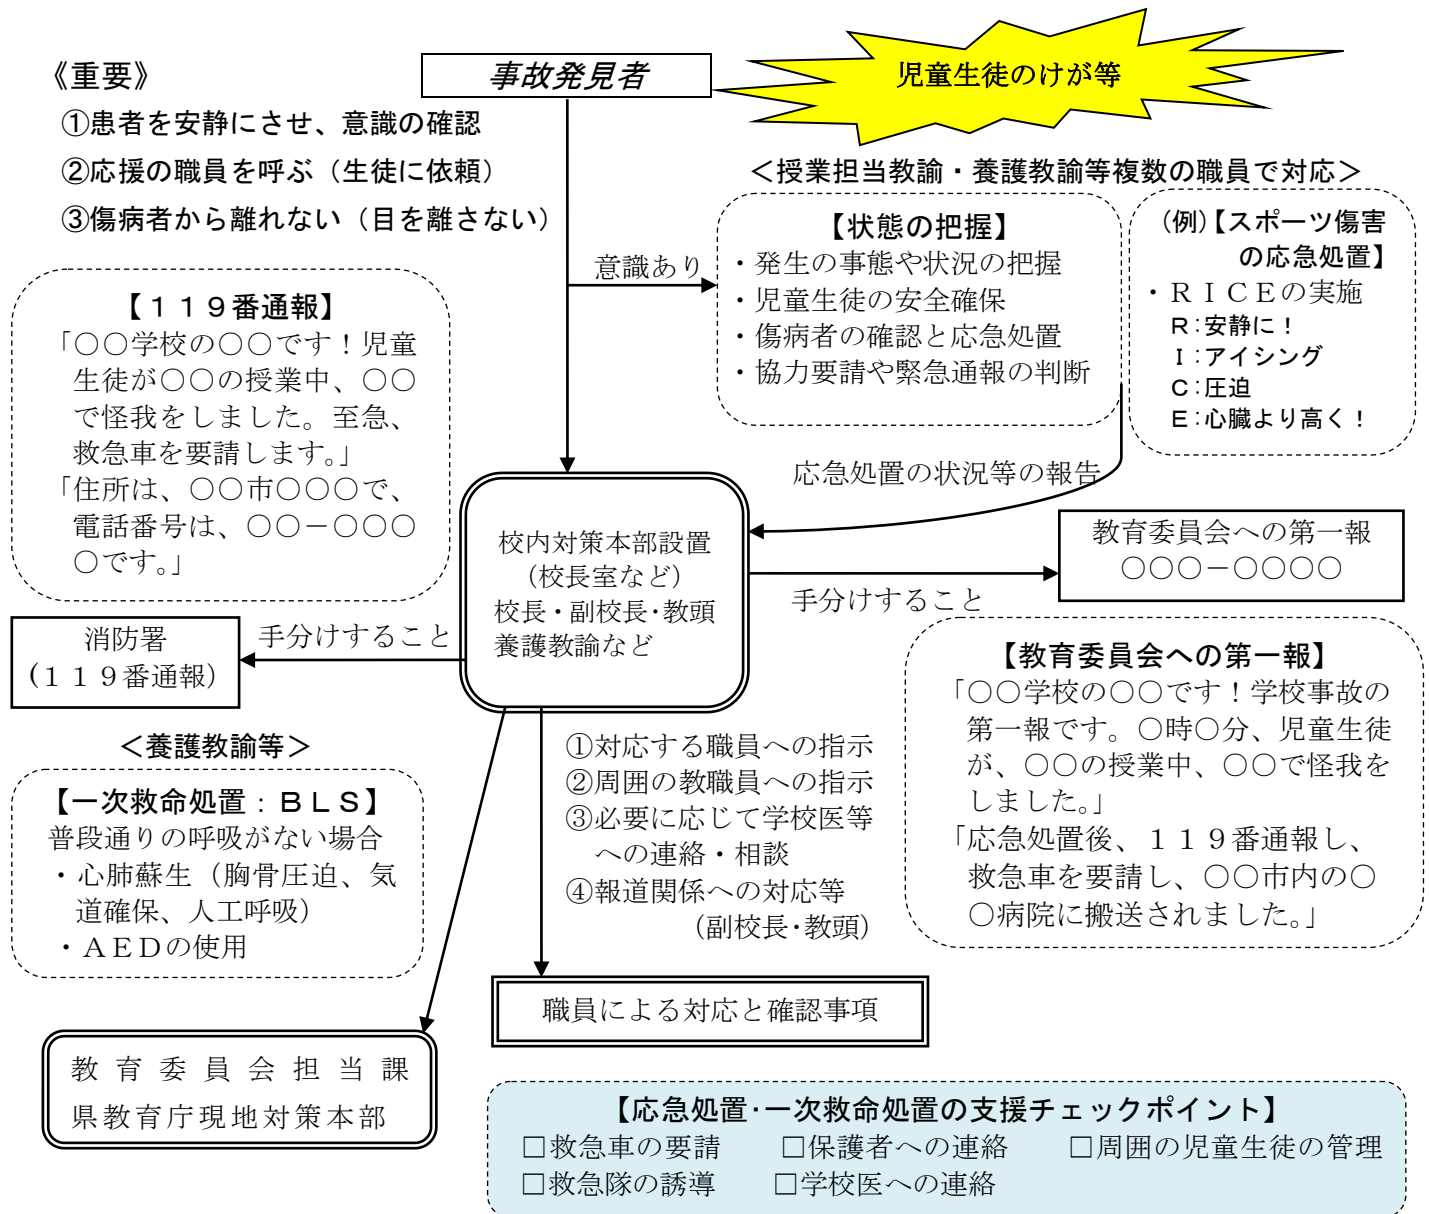 《重要》
①患者を安静にさせ、意識の確認
②応援の職員を呼ぶ（生徒に依頼）
③傷病者から離れない（目を離さない）
事故発見者
児童生徒のけが等
＜授業担当教諭・養護教諭等複数の職員で対応＞
意識あり
【状態の把握】
・発生の事態や状況の把握
・児童生徒の安全確保
・傷病者の確認と応急処置
・協力要請や緊急通報の判断
(例)【スポーツ傷害
の応急処置】
・ＲＩＣＥの実施
Ｒ:安静に！
Ｉ:アイシング
Ｃ:圧迫
Ｅ:心臓より高く！
【１１９番通報】
「○○学校の○○です！児童
生徒が○○の授業中、○○
で怪我をしました。至急、
救急車を要請します。」
「住所は、○○市○○○で、
電話番号は、○○－○○○
○です。」
応急処置の状況等の報告
校内対策本部設置
（校長室など）
校長・副校長・教頭
養護教諭など
教育委員会への第一報
○○○－○○○○
手分けすること
消防署
(１１９番通報)
手分けすること
【教育委員会への第一報】
「○○学校の○○です！学校事故の
第一報です。○時○分、児童生徒
が、○○の授業中、○○で怪我を
しました。」
「応急処置後、１１９番通報し、
救急車を要請し、○○市内の○
○病院に搬送されました。」
＜養護教諭等＞
【一次救命処置：ＢＬＳ】
普段通りの呼吸がない場合
・心肺蘇生（胸骨圧迫、気
道確保、人工呼吸）
・ＡＥＤの使用
①対応する職員への指示
②周囲の教職員への指示
③必要に応じて学校医等
への連絡・相談
④報道関係への対応等
（副校長・教頭）
職員による対応と確認事項
教育委員会担当課
県教育庁現地対策本部
【応急処置・一次救命処置の支援チェックポイント】
□救急車の要請　□保護者への連絡　□周囲の児童生徒の管理
□救急隊の誘導　□学校医への連絡